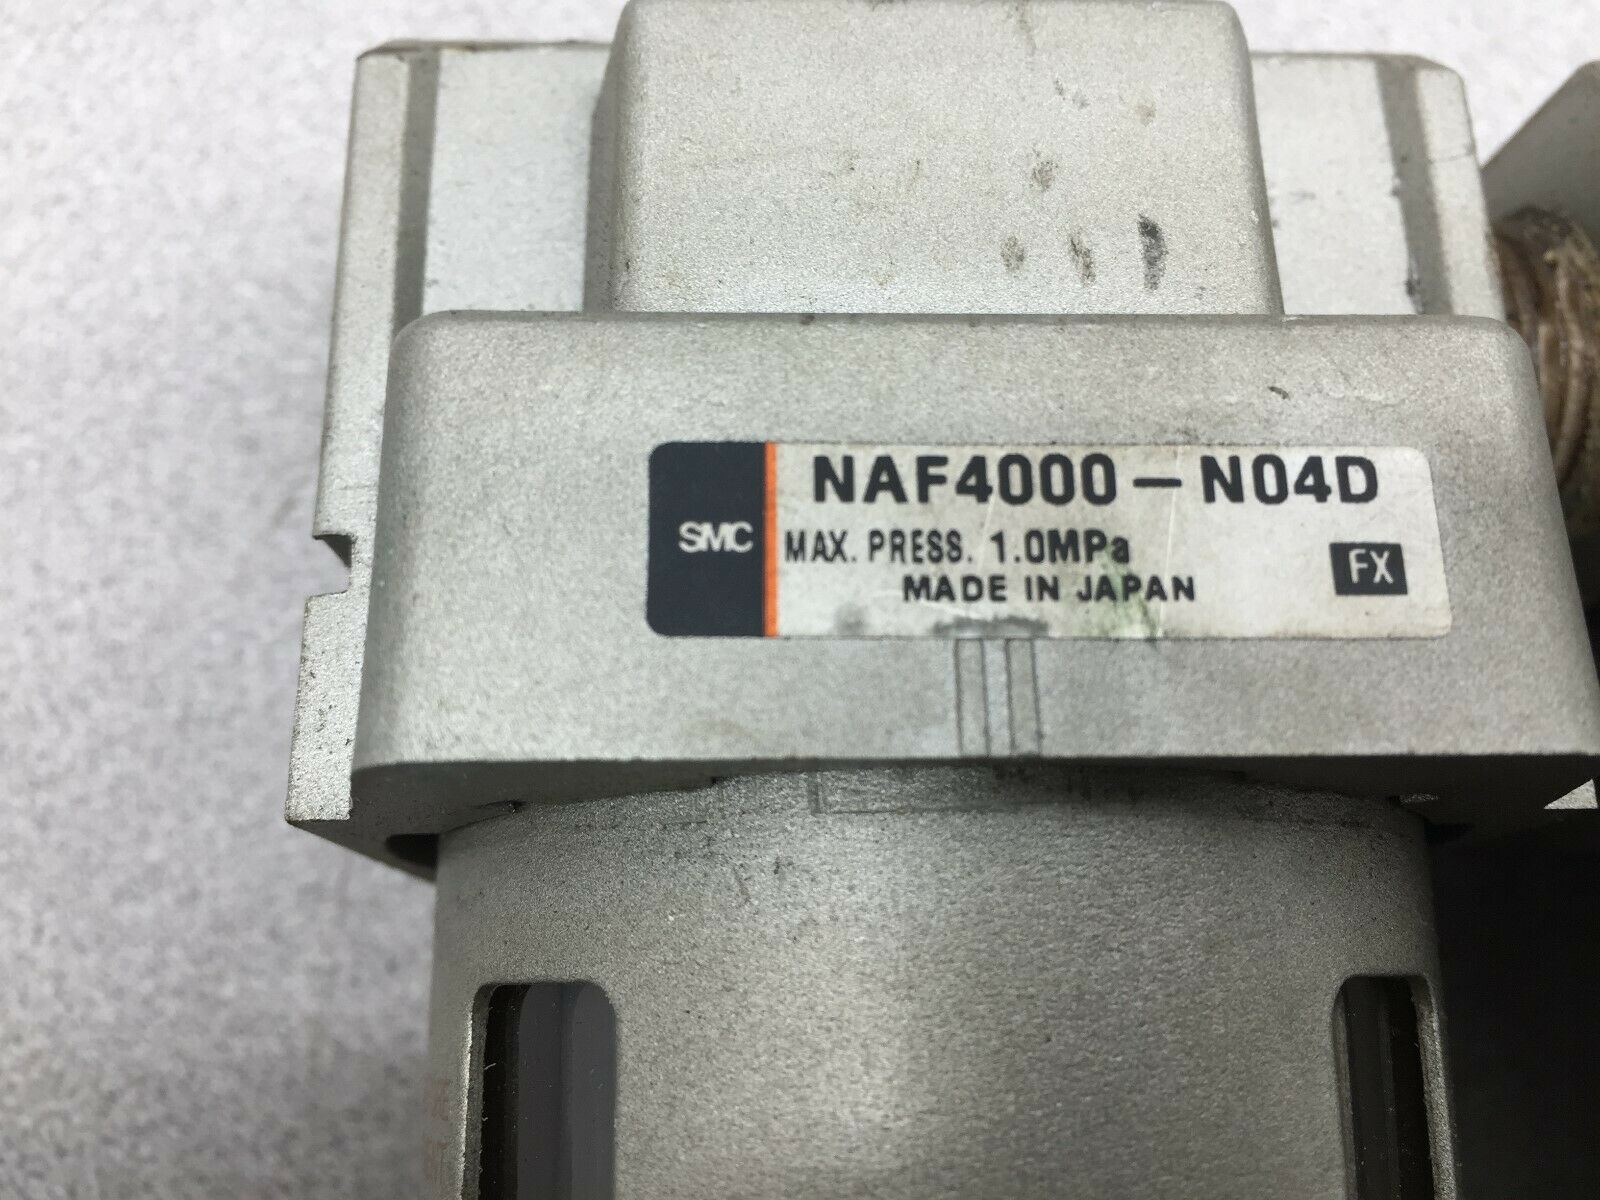 NAF4000-N04D
SMC
MAX. PRESS. 1.0MPa
MADE IN JAPAN
FX